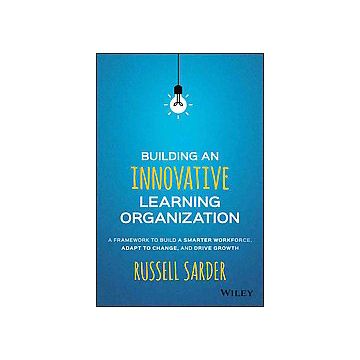 BUILDING AN
INNOVATIVE
LEARNING
ORGANIZATION
A FRAMEWORK TO BUILD A SMARTER WORKFORCE,
ADAPT TO CHANGE, AND DRIVE GROWTH
RUSSELL SARDER
WILEY